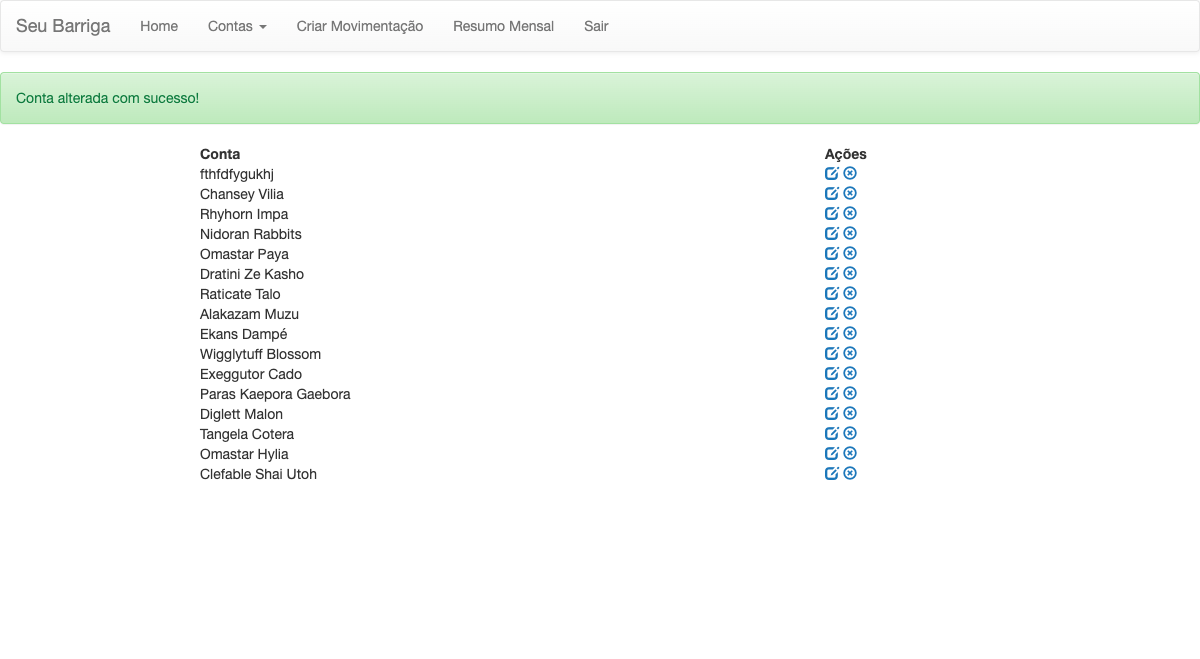 Seu Barriga Home Contas Criar Movimentação Resumo Mensal Sair
Conta alterada com sucesso!
Conta Ações
fthfdfygukhj
Chansey Vilia
Rhyhorn Impa
Nidoran Rabbits
Omastar Paya
Dratini Ze Kasho
Raticate Talo
Alakazam Muzu
Ekans Dampé
Wigglytuff Blossom
Exeggutor Cado
Paras Kaepora Gaebora
Diglett Malon
Tangela Cotera
Omastar Hylia
Clefable Shai Utoh